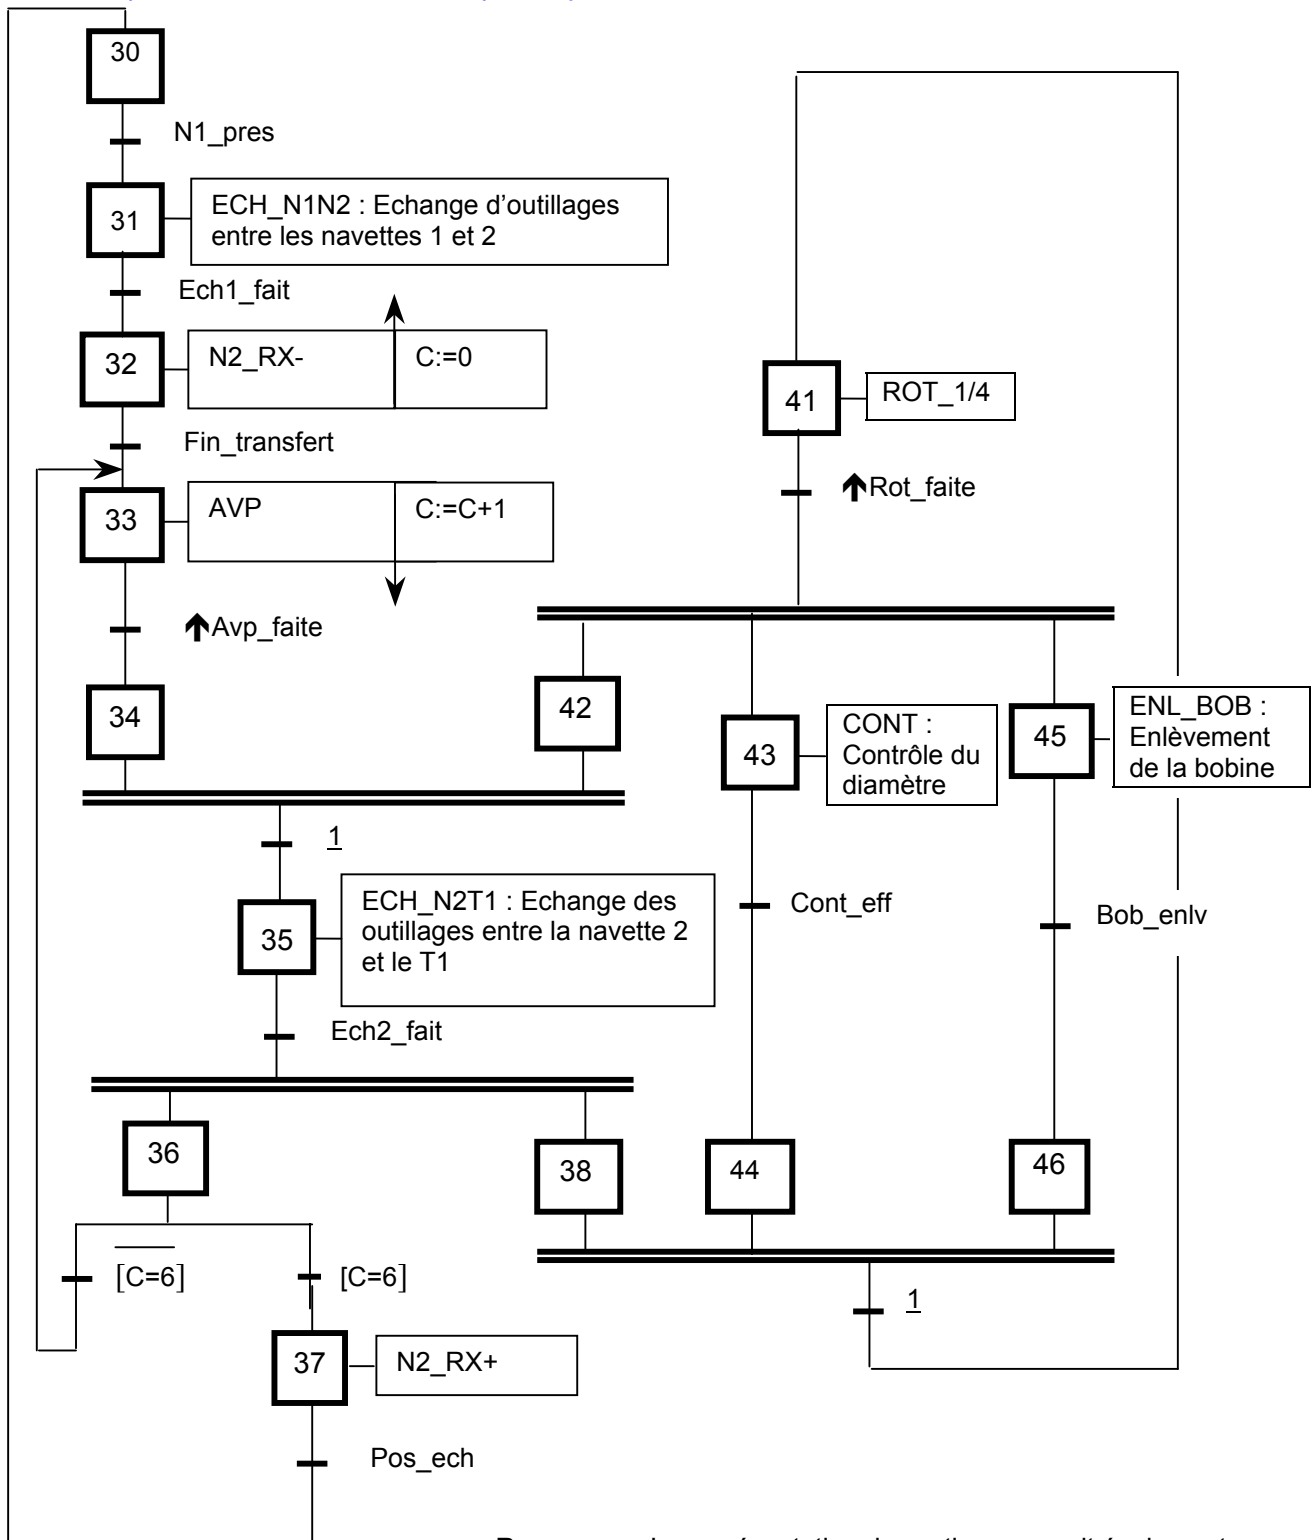 30
N1_pres
31
ECH_N1N2 : Echange d’outillages
entre les navettes 1 et 2
Ech1_fait
32
N2_RX-
C:=0
Fin_transfert
33
AVP
C:=C+1
Avp_faite
34
41
ROT_1/4
Rot_faite
42
43
CONT :
Contrôle du
diamètre
45
ENL_BOB :
Enlèvement
de la bobine
1
35
ECH_N2T1 : Echange des
outillages entre la navette 2
et le T1
Cont_eff
Bob_enlv
Ech2_fait
36
38
44
46
[C=6]
[C=6]
1
37
N2_RX+
Pos_ech